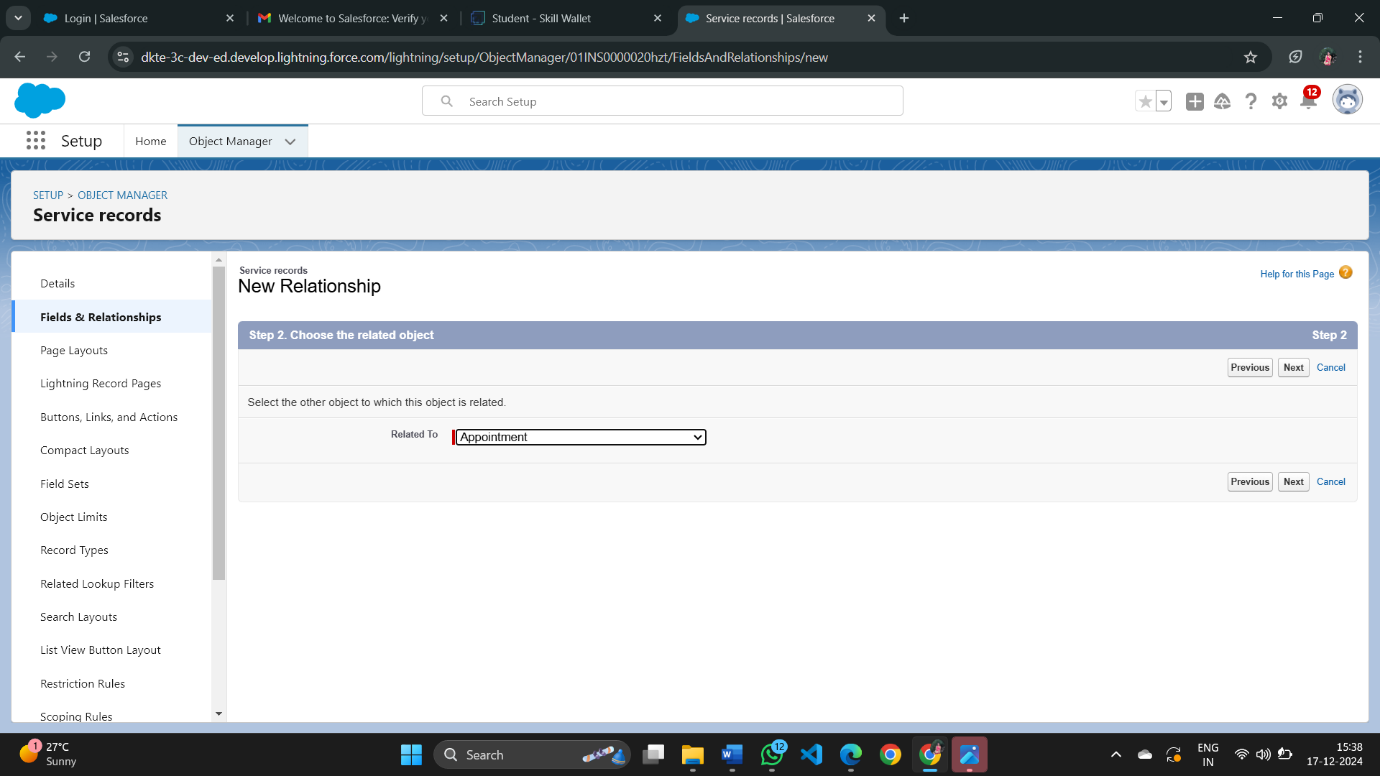 Login | Salesforce
Welcome to Salesforce: Verify y
Student - Skill Wallet
Service records | Salesforce
dkte-3c-dev-ed.develop.lightning.force.com/lightning/setup/ObjectManager/01INS0000020hzt/FieldsAndRelationships/new
Search Setup
12
Setup
Home
Object Manager
SETUP > OBJECT MANAGER
Service records
Details
Fields & Relationships
Page Layouts
Lightning Record Pages
Buttons, Links, and Actions
Compact Layouts
Field Sets
Object Limits
Record Types
Related Lookup Filters
Search Layouts
List View Button Layout
Restriction Rules
Scoping Rules
Service records
New Relationship
Help for this Page
Step 2. Choose the related object
Step 2
Previous Next Cancel
Select the other object to which this object is related.
Related To
Appointment
Previous Next Cancel
1
27°C
Sunny
Search
12
ENG
IN
15:38
17-12-2024